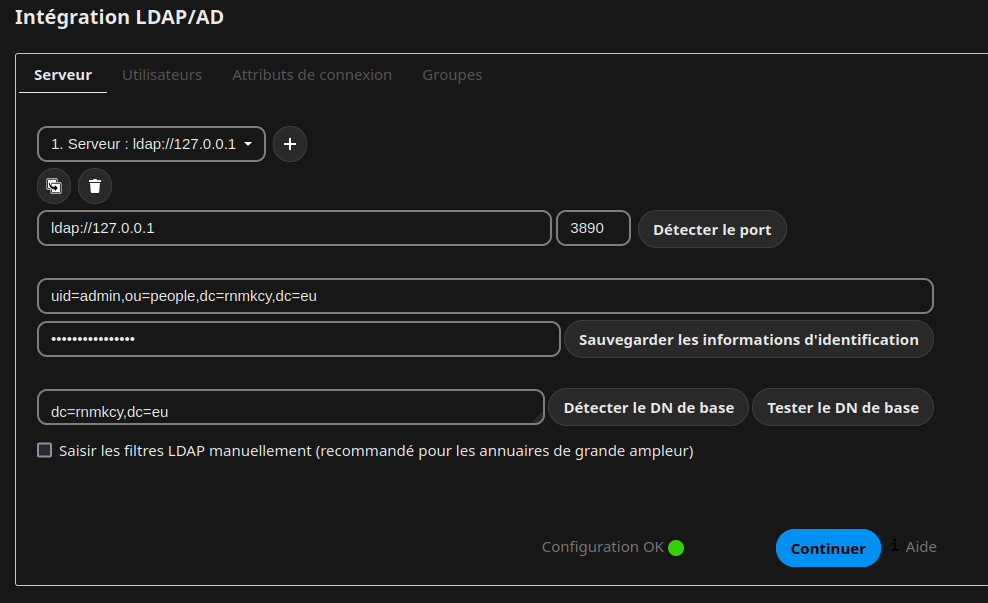 Intégration LDAP/AD
Serveur Utilisateurs Attributs de connexion Groupes
1. Serveur : ldap://127.0.0.1 +
ldap://127.0.0.1 3890 Détecter le port
uid=admin,ou=people,dc=rnmkcy,dc=eu
•••••••••••••••• Sauvegarder les informations d'identification
dc=rnmkcy,dc=eu Détecter le DN de base Tester le DN de base
Saisir les filtres LDAP manuellement (recommandé pour les annuaires de grande ampleur)
Configuration OK Continuer i Aide